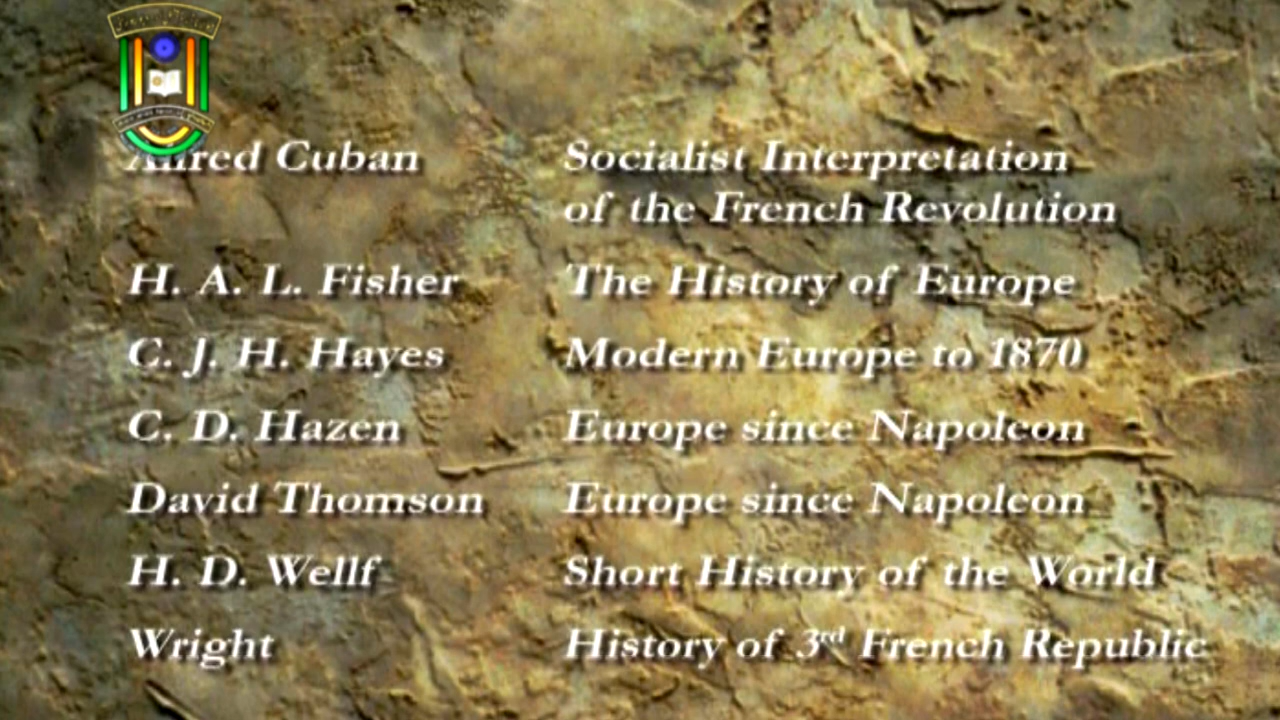 Alfred Cuban Socialist Interpretation
of the French Revolution
H. A. L. Fisher The History of Europe
C. J. H. Hayes Modern Europe to 1870
C. D. Hazen Europe since Napoleon
David Thomson Europe since Napoleon
H. D. Wellf Short History of the World
Wright History of 3rd French Republic